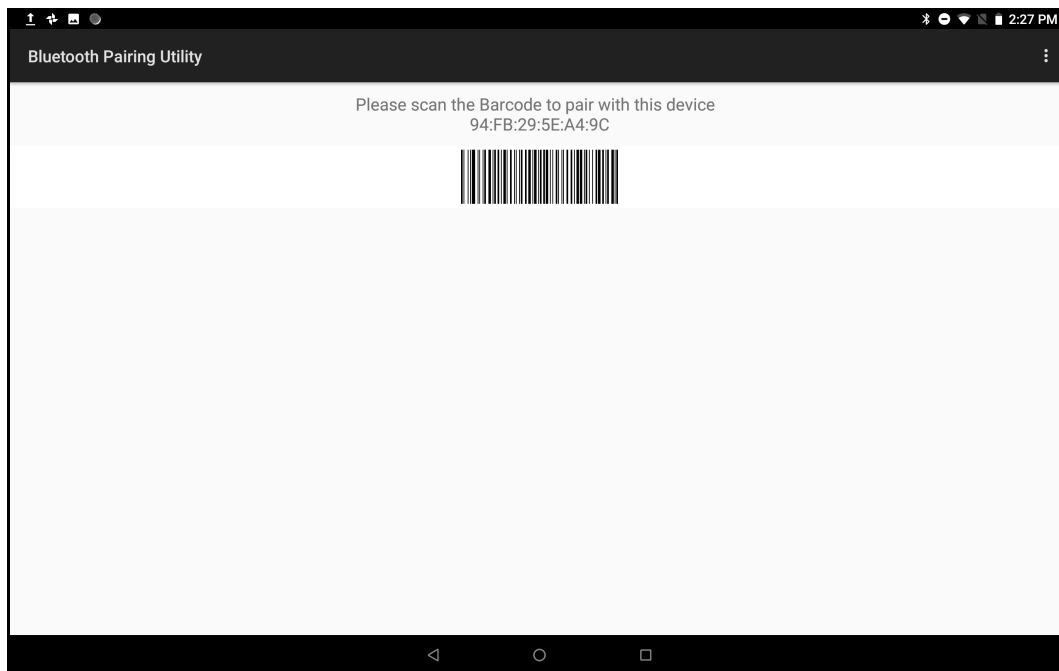 2:27 PM
Bluetooth Pairing Utility
Please scan the Barcode to pair with this device
94:FB:29:5E:A4:9C